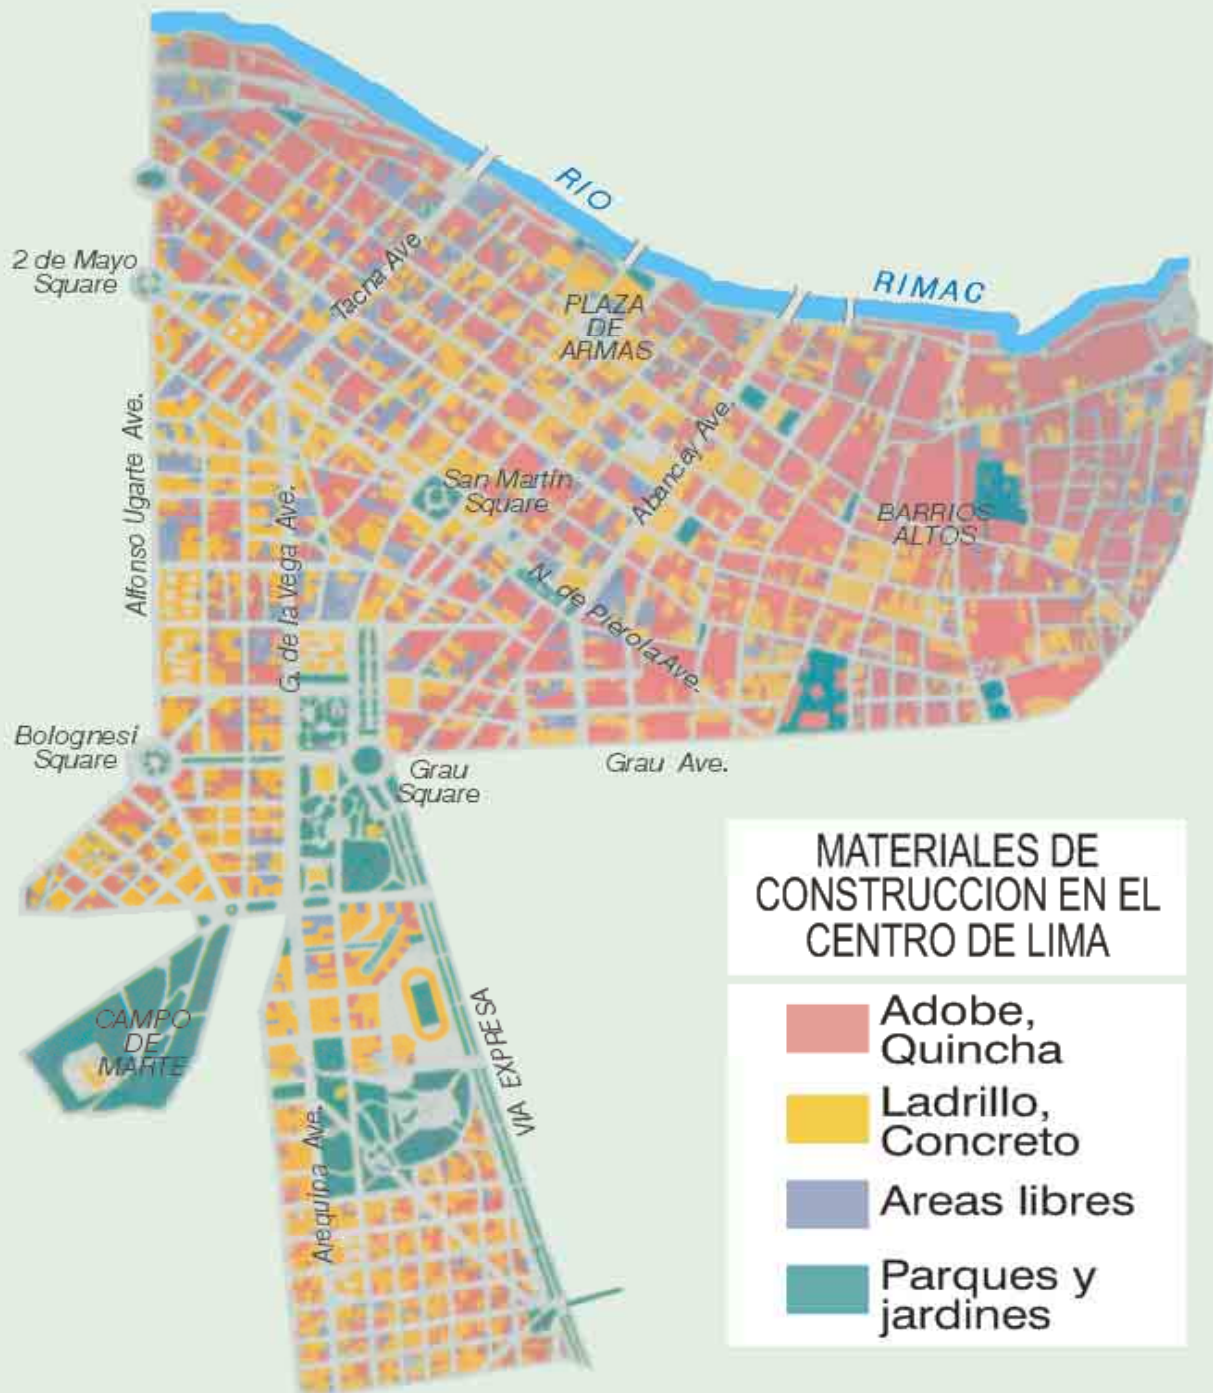 RIO
RIMAC
2 de Mayo
Square
Tacna Ave.
PLAZA
DE
ARMAS
Alfonso Ugarte Ave.
Abancay Ave.
San Martín
Square
G. de la Vega Ave.
BARRIOS
ALTOS
N. de Piérola Ave.
Bolognesi
Square
Grau
Square
Grau Ave.
CAMPO
DE
MARTE
VIA EXPRESA
Arequipa Ave.
MATERIALES DE
CONSTRUCCION EN EL
CENTRO DE LIMA
Adobe,
Quincha
Ladrillo,
Concreto
Areas libres
Parques y
jardines